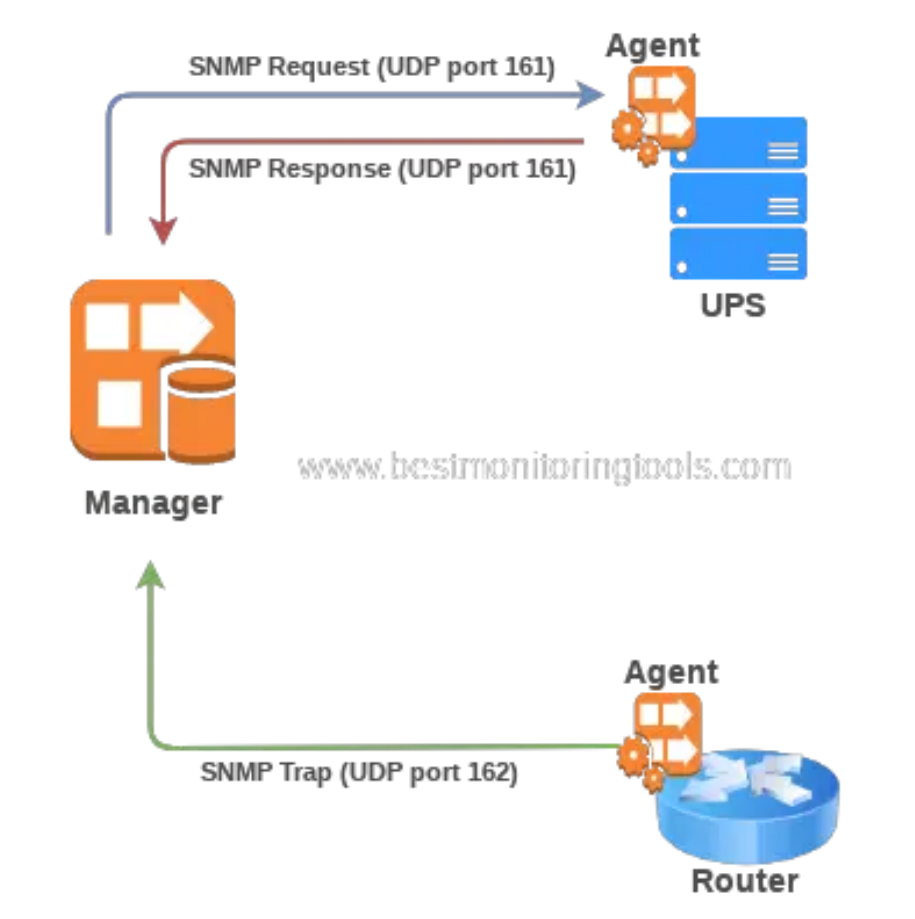 Agent
SNMP Request (UDP port 161)
SNMP Response (UDP port 161)
UPS
Manager
www.bestmonitoringtools.com
Agent
SNMP Trap (UDP port 162)
Router